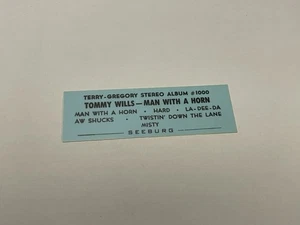 TERRY-GREGORY STEREO ALBUM #1000
TOMMY WILLS — MAN WITH A HORN
MAN WITH A HORN • HARD • LA-DEE-DA
AW SHUCKS • TWISTIN' DOWN THE LANE
MISTY
SEEBURG